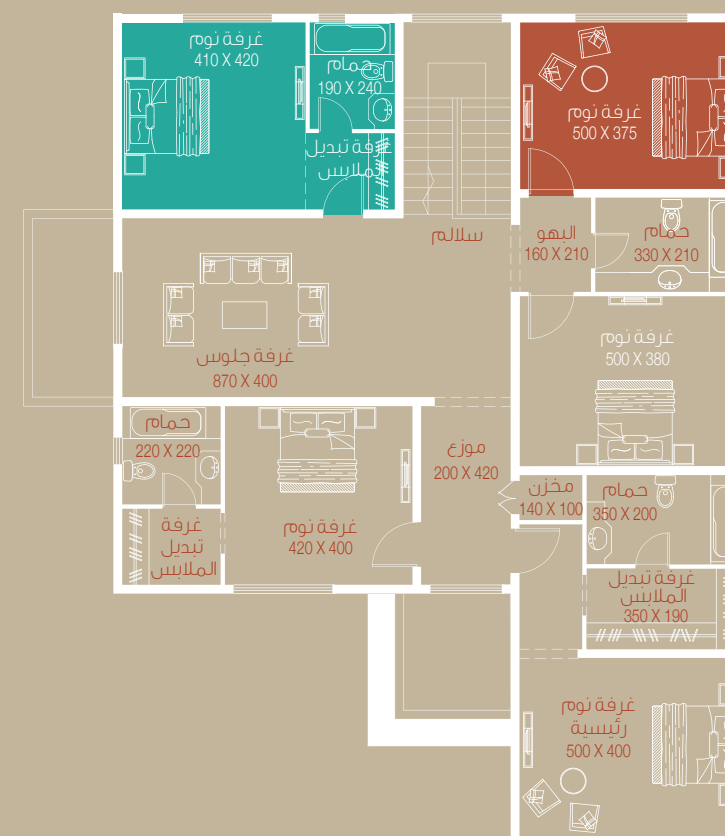 غرفة نوم
410 X 420
حمام
190 X 240
غرفة تبديل
الملابس
غرفة نوم
500 X 375
سلالم
البهو
160 X 210
حمام
330 X 210
غرفة جلوس
870 X 400
غرفة نوم
500 X 380
حمام
220 X 220
موزع
200 X 420
غرفة نوم
420 X 400
غرفة
تبديل
الملابس
مخزن
140 X 100
حمام
350 X 200
غرفة تبديل
الملابس
350 X 190
غرفة نوم
رئيسية
500 X 400